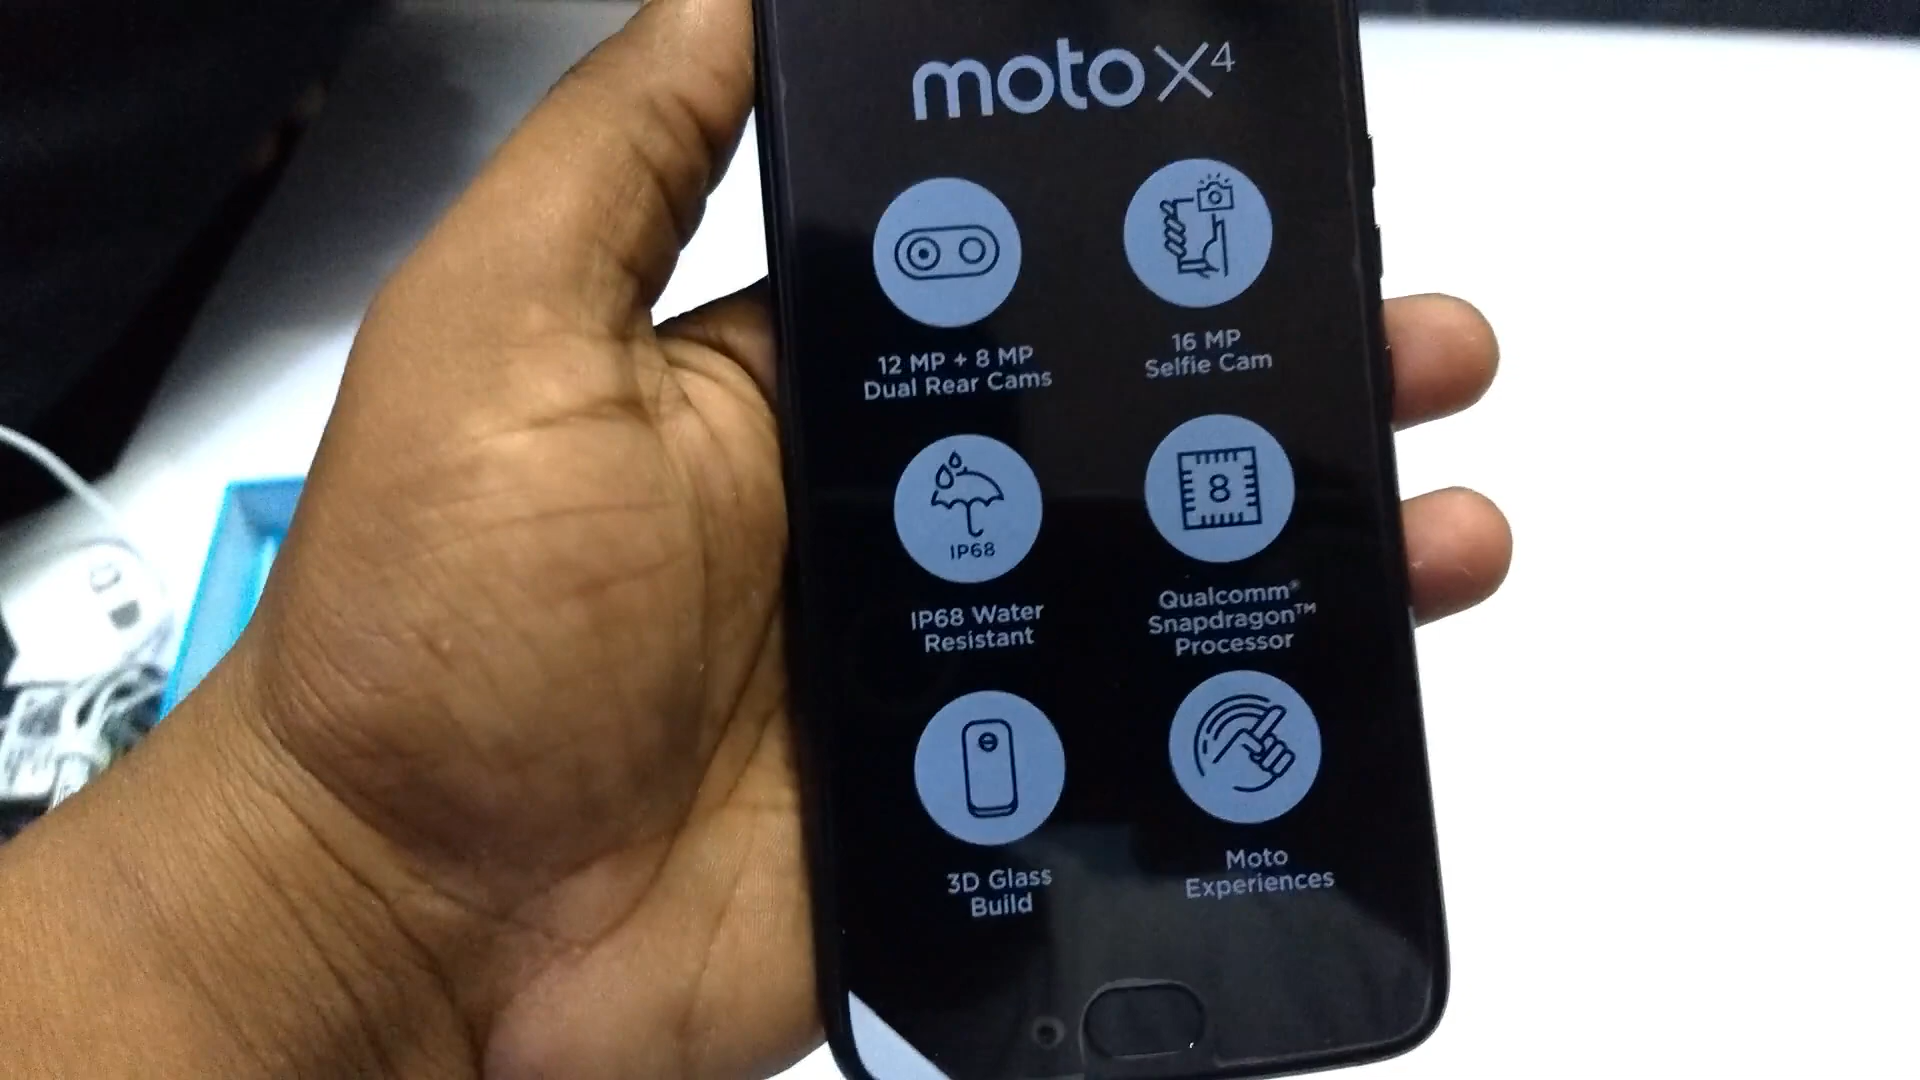 moto x4
12 MP + 8 MP
Dual Rear Cams
16 MP
Selfie Cam
IP68
IP68 Water
Resistant
8
Qualcomm®
Snapdragon™
Processor
3D Glass
Build
Moto
Experiences